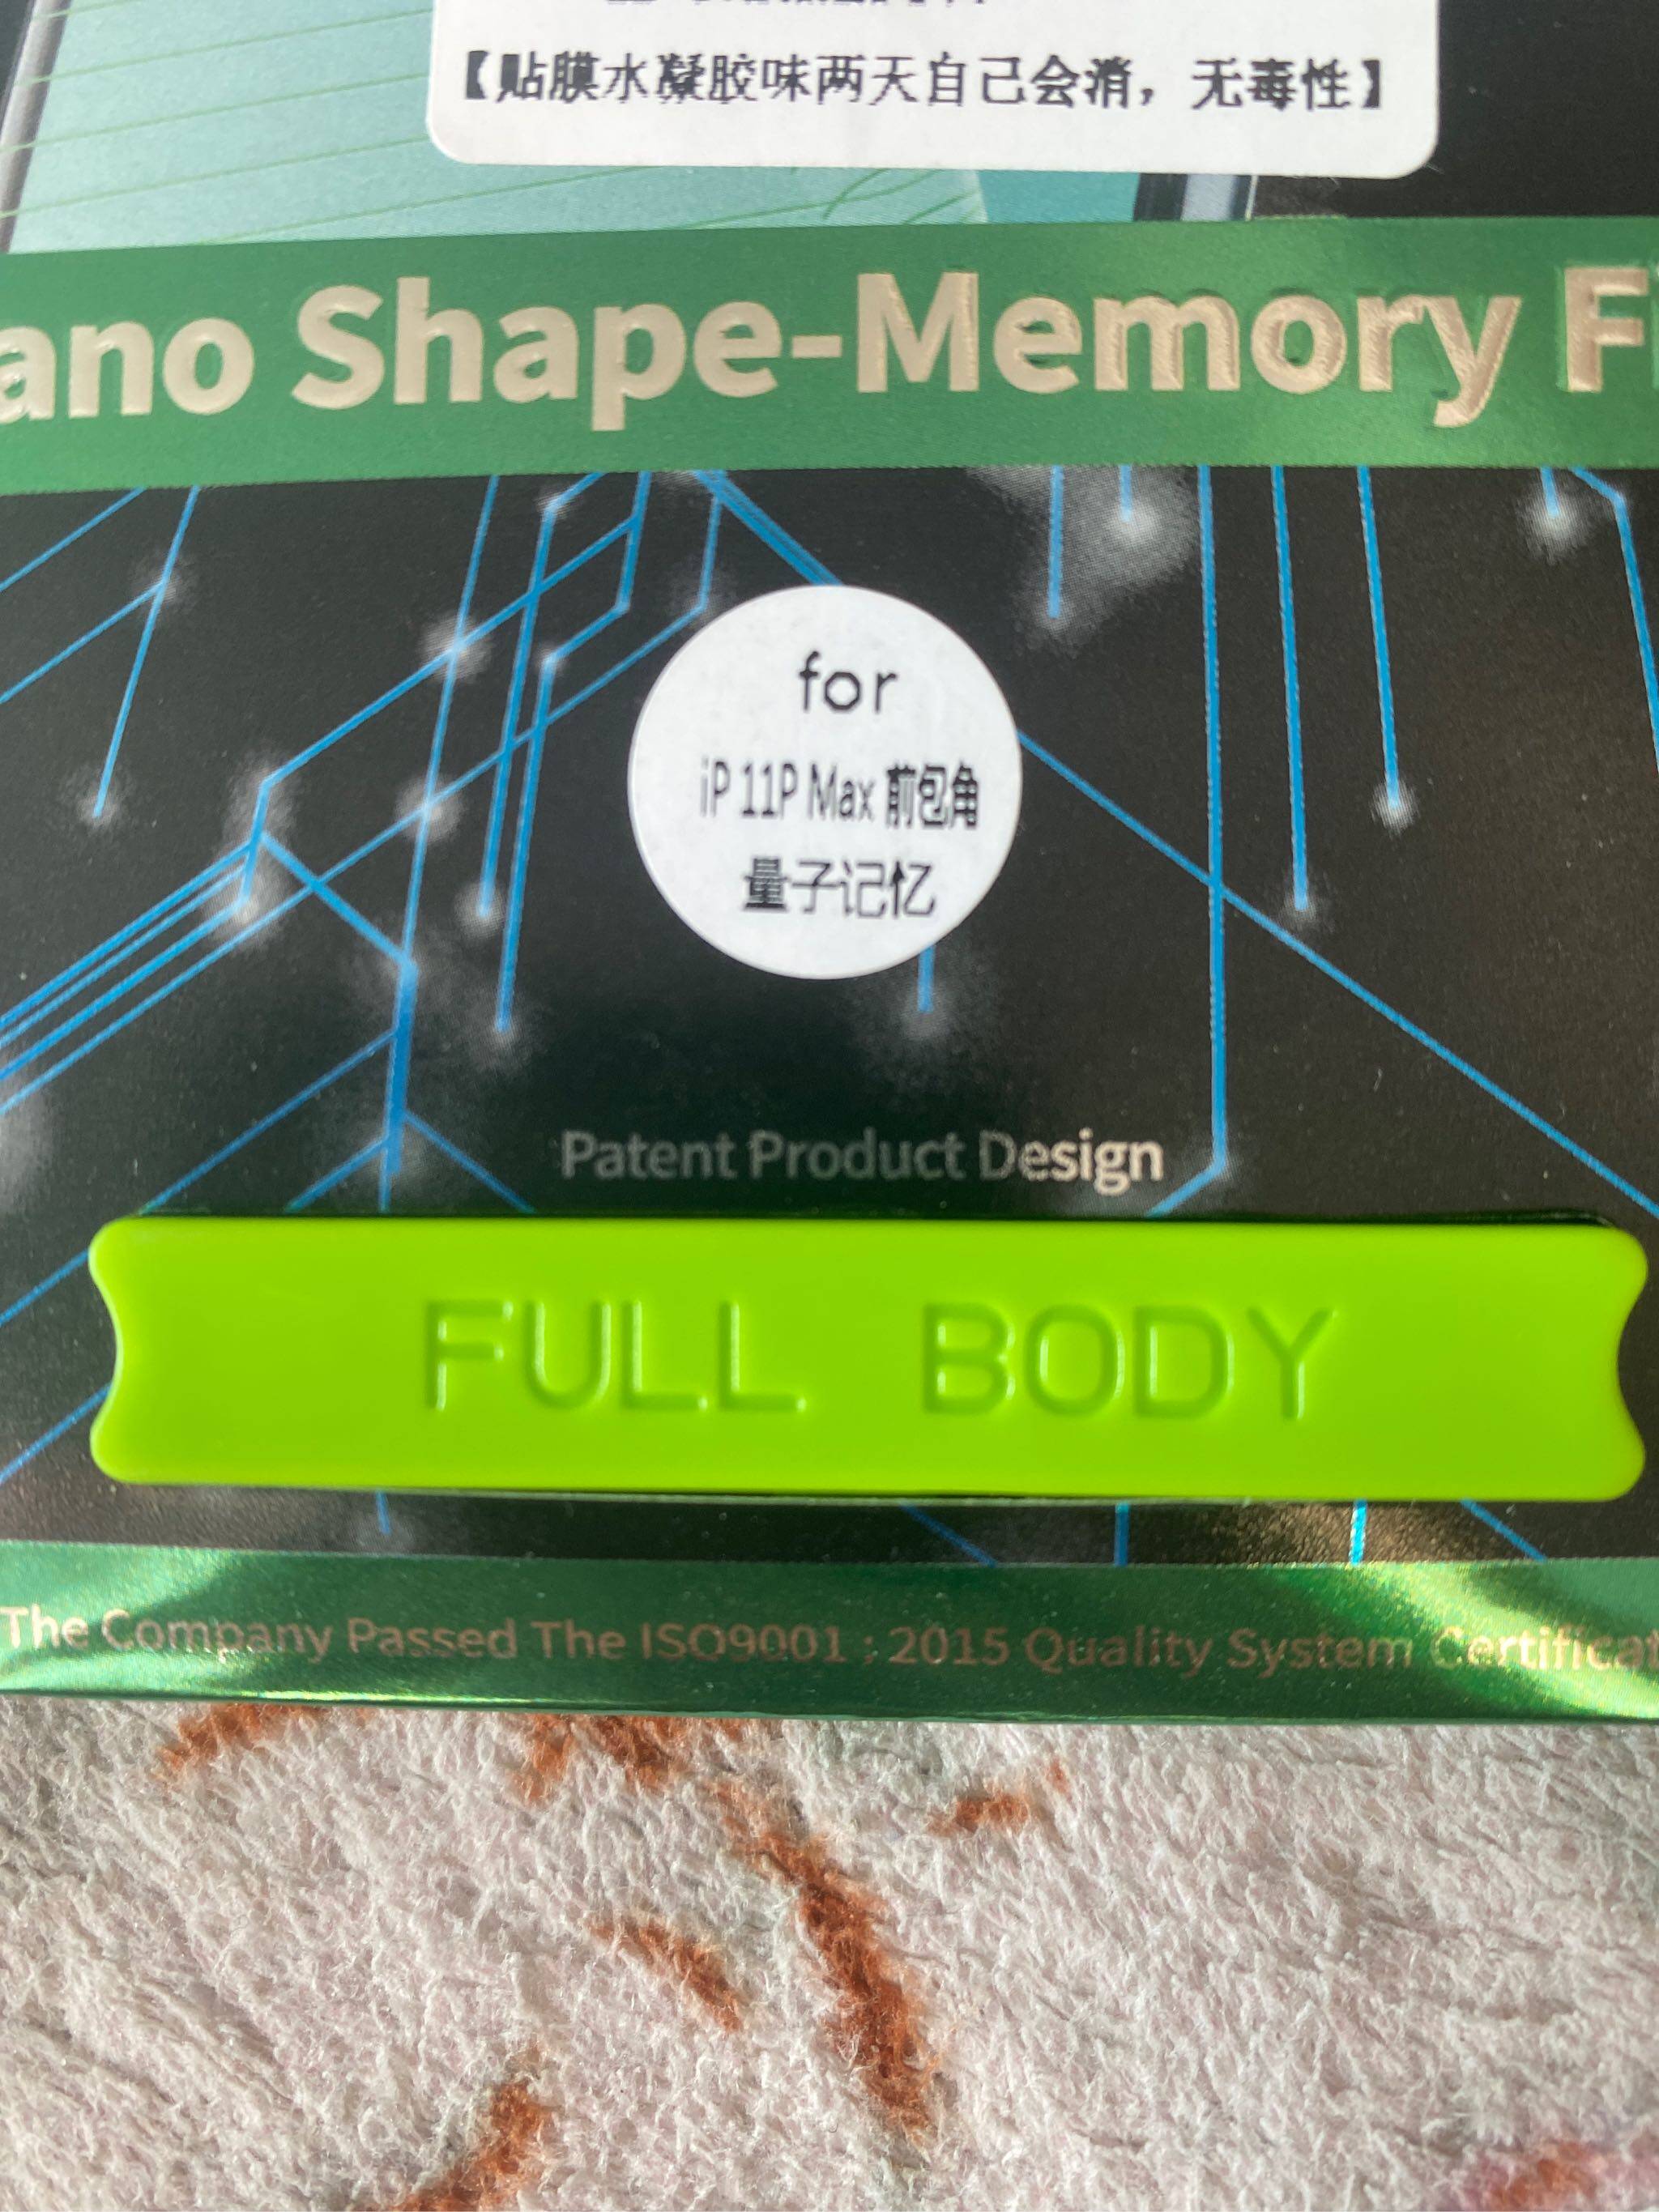 【贴膜水凝胶味两天自己会消，无毒性】
ano Shape-Memory F
for
iP 11P Max 前包角
量子记忆
Patent Product Design
FULL BODY
The Company Passed The ISO9001 ; 2015 Quality System Certificat